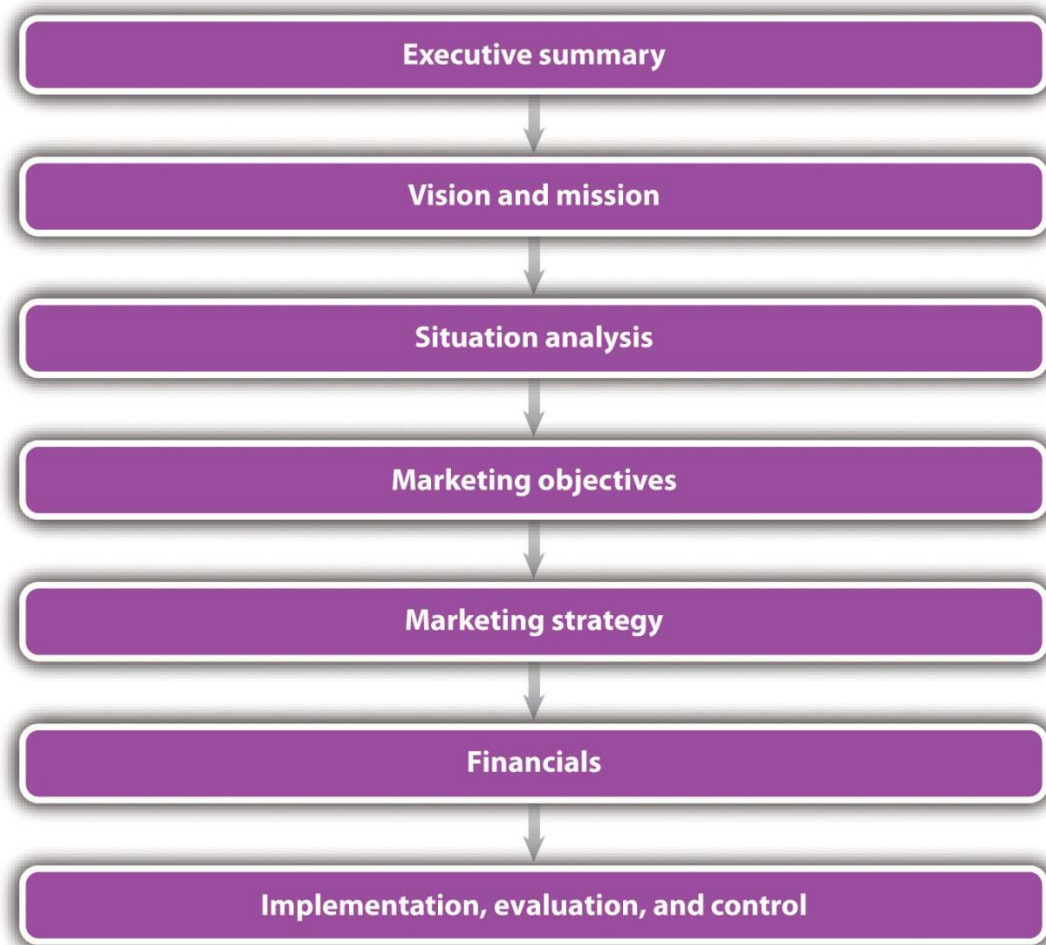 Executive summary
Vision and mission
Situation analysis
Marketing objectives
Marketing strategy
Financials
Implementation, evaluation, and control